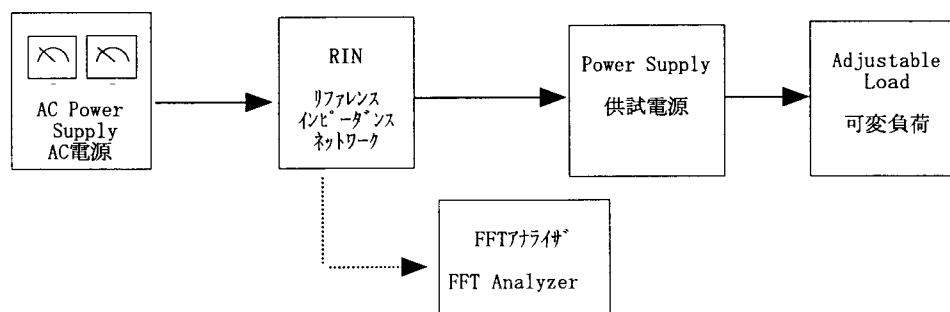 AC Power
Supply
AC電源
RIN
ﾘﾌｧﾚﾝｽ
ｲﾝﾋﾟｰﾀﾞﾝｽ
ﾈｯﾄﾜｰｸ
Power Supply
供試電源
Adjustable
Load
可変負荷
FFTｱﾅﾗｲｻﾞ
FFT Analyzer